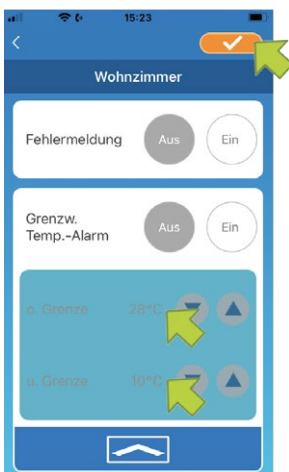 15:23
Wohnzimmer
Fehlermeldung
Aus
Ein
Grenzw.
Temp.-Alarm
Aus
Ein
o. Grenze
28°C
u. Grenze
10°C